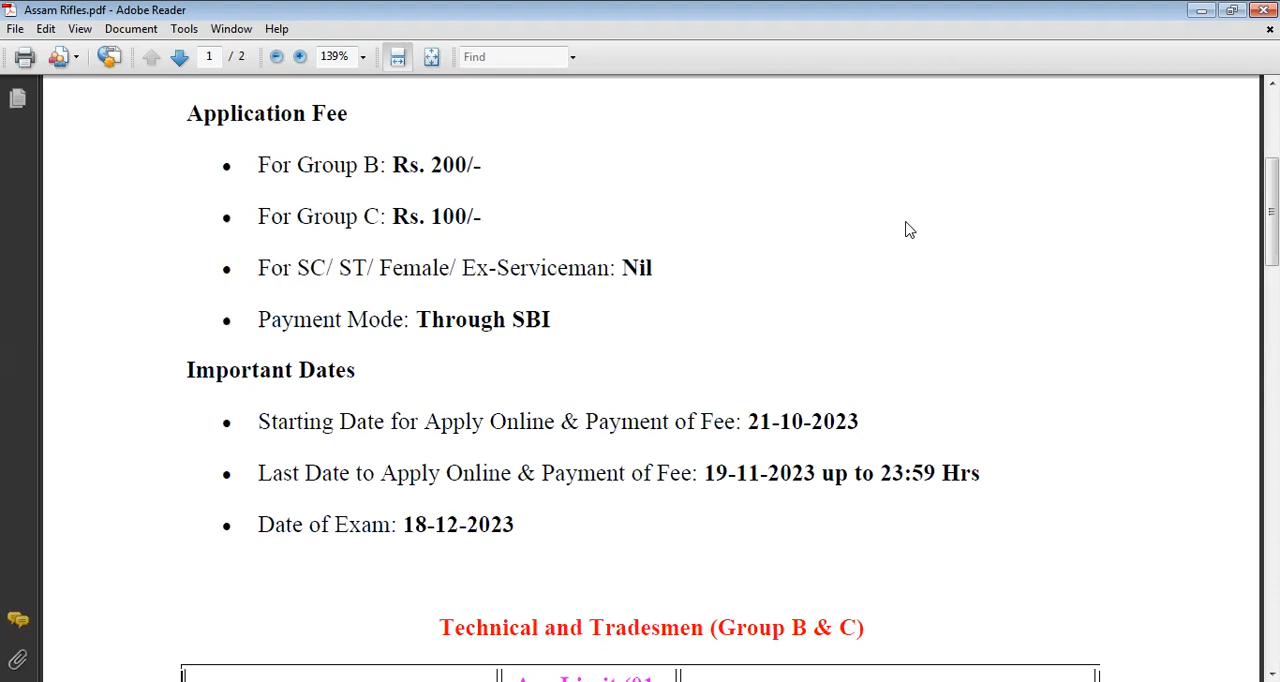 Assam Rifles.pdf - Adobe Reader
File Edit View Document Tools Window Help
1 / 2 139% Find
Application Fee
• For Group B: Rs. 200/-
• For Group C: Rs. 100/-
• For SC/ ST/ Female/ Ex-Serviceman: Nil
• Payment Mode: Through SBI
Important Dates
• Starting Date for Apply Online & Payment of Fee: 21-10-2023
• Last Date to Apply Online & Payment of Fee: 19-11-2023 up to 23:59 Hrs
• Date of Exam: 18-12-2023
Technical and Tradesmen (Group B & C)